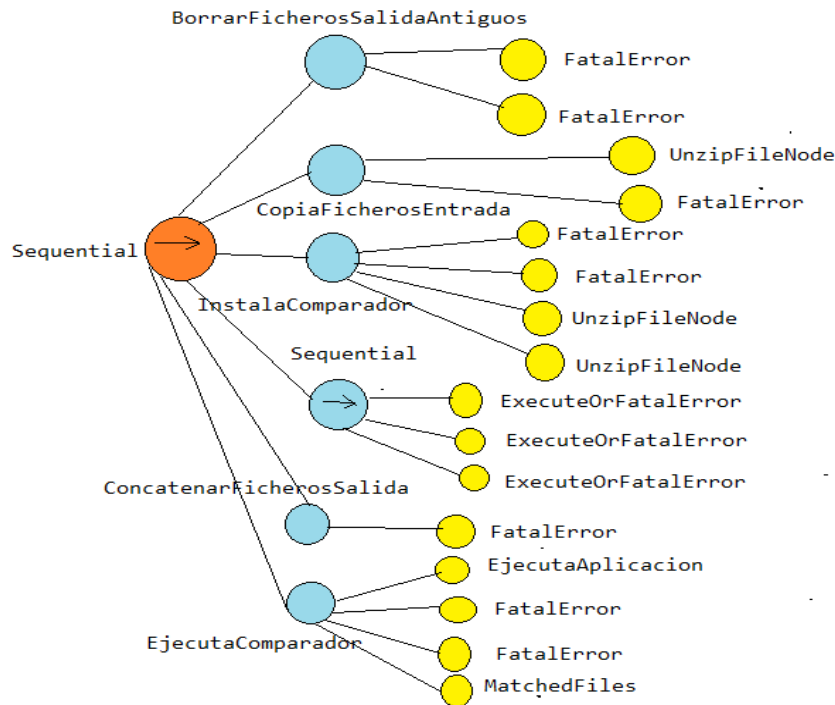 BorrarFicherosSalidaAntiguos
FatalError
FatalError
UnzipFileNode
FatalError
CopiaFicherosEntrada
FatalError
Sequential
FatalError
InstalaComparador
UnzipFileNode
Sequential
UnzipFileNode
ExecuteOrFatalError
ExecuteOrFatalError
ExecuteOrFatalError
ConcatenarFicherosSalida
FatalError
EjecutaAplicacion
FatalError
EjecutaComparador
FatalError
MatchedFiles